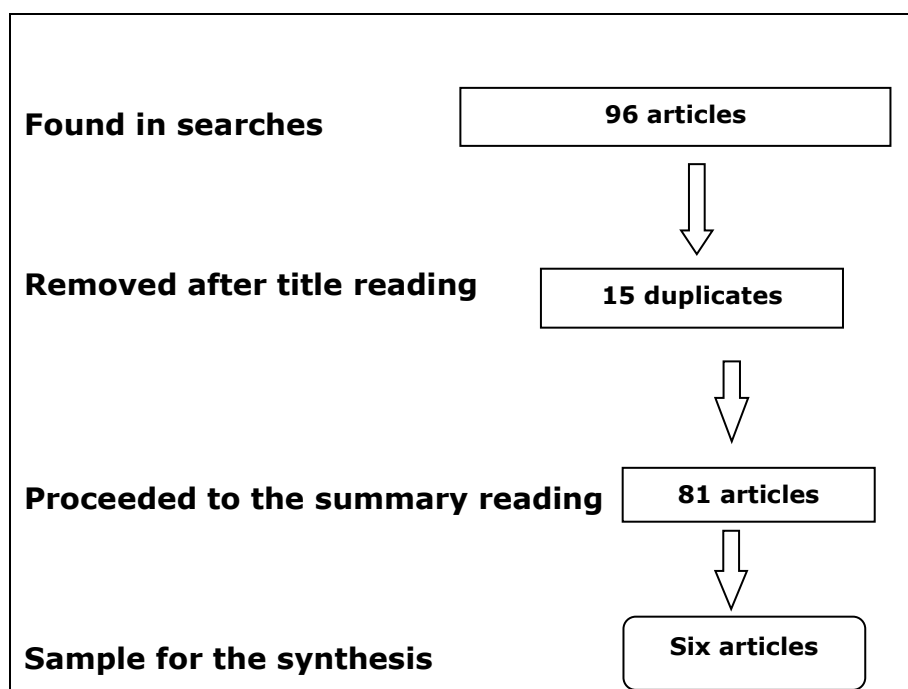 Found in searches
96 articles
Removed after title reading
15 duplicates
Proceeded to the summary reading
81 articles
Sample for the synthesis
Six articles